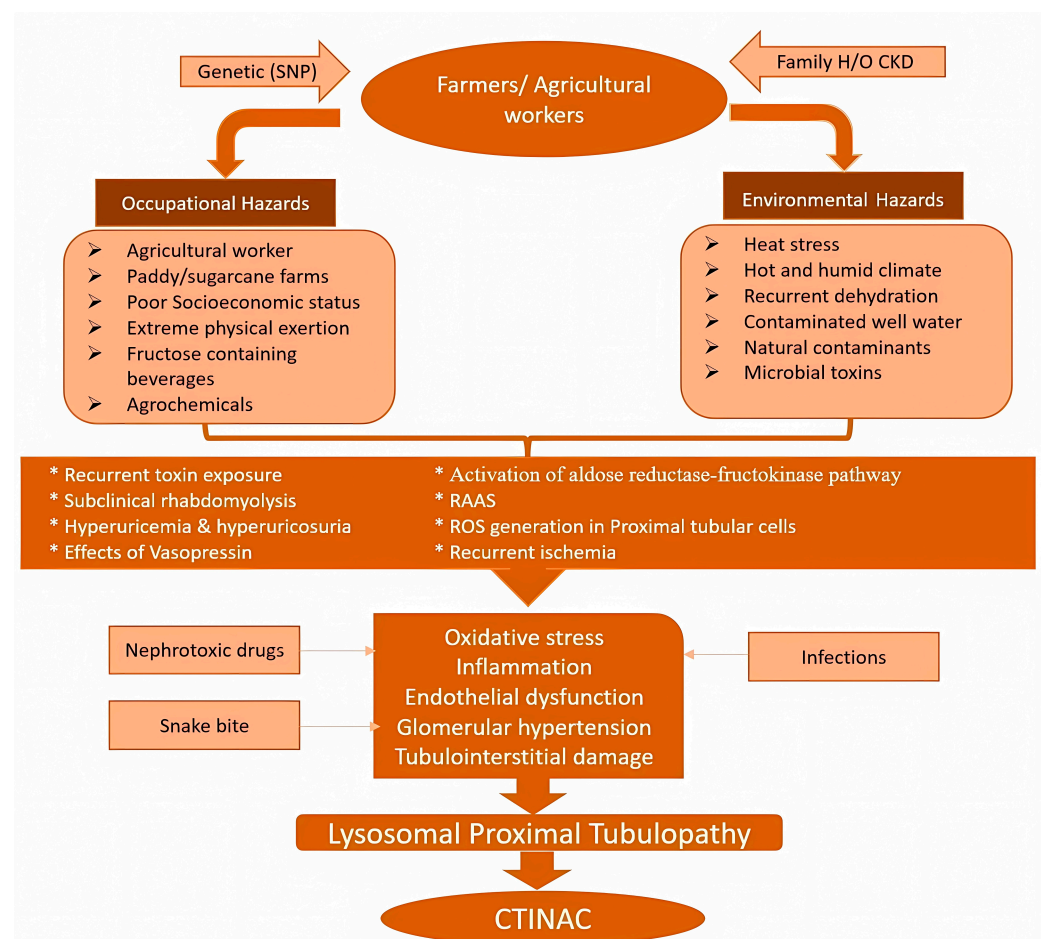 Genetic (SNP)
Farmers/ Agricultural
workers
Family H/O CKD
Occupational Hazards
Agricultural worker
Paddy/sugarcane farms
Poor Socioeconomic status
Extreme physical exertion
Fructose containing
beverages
Agrochemicals
Environmental Hazards
Heat stress
Hot and humid climate
Recurrent dehydration
Contaminated well water
Natural contaminants
Microbial toxins
* Recurrent toxin exposure
* Subclinical rhabdomyolysis
* Hyperuricemia & hyperuricosuria
* Effects of Vasopressin
* Activation of aldose reductase-fructokinase pathway
* RAAS
* ROS generation in Proximal tubular cells
* Recurrent ischemia
Nephrotoxic drugs
Snake bite
Oxidative stress
Inflammation
Endothelial dysfunction
Glomerular hypertension
Tubulointerstitial damage
Infections
Lysosomal Proximal Tubulopathy
CTINAC